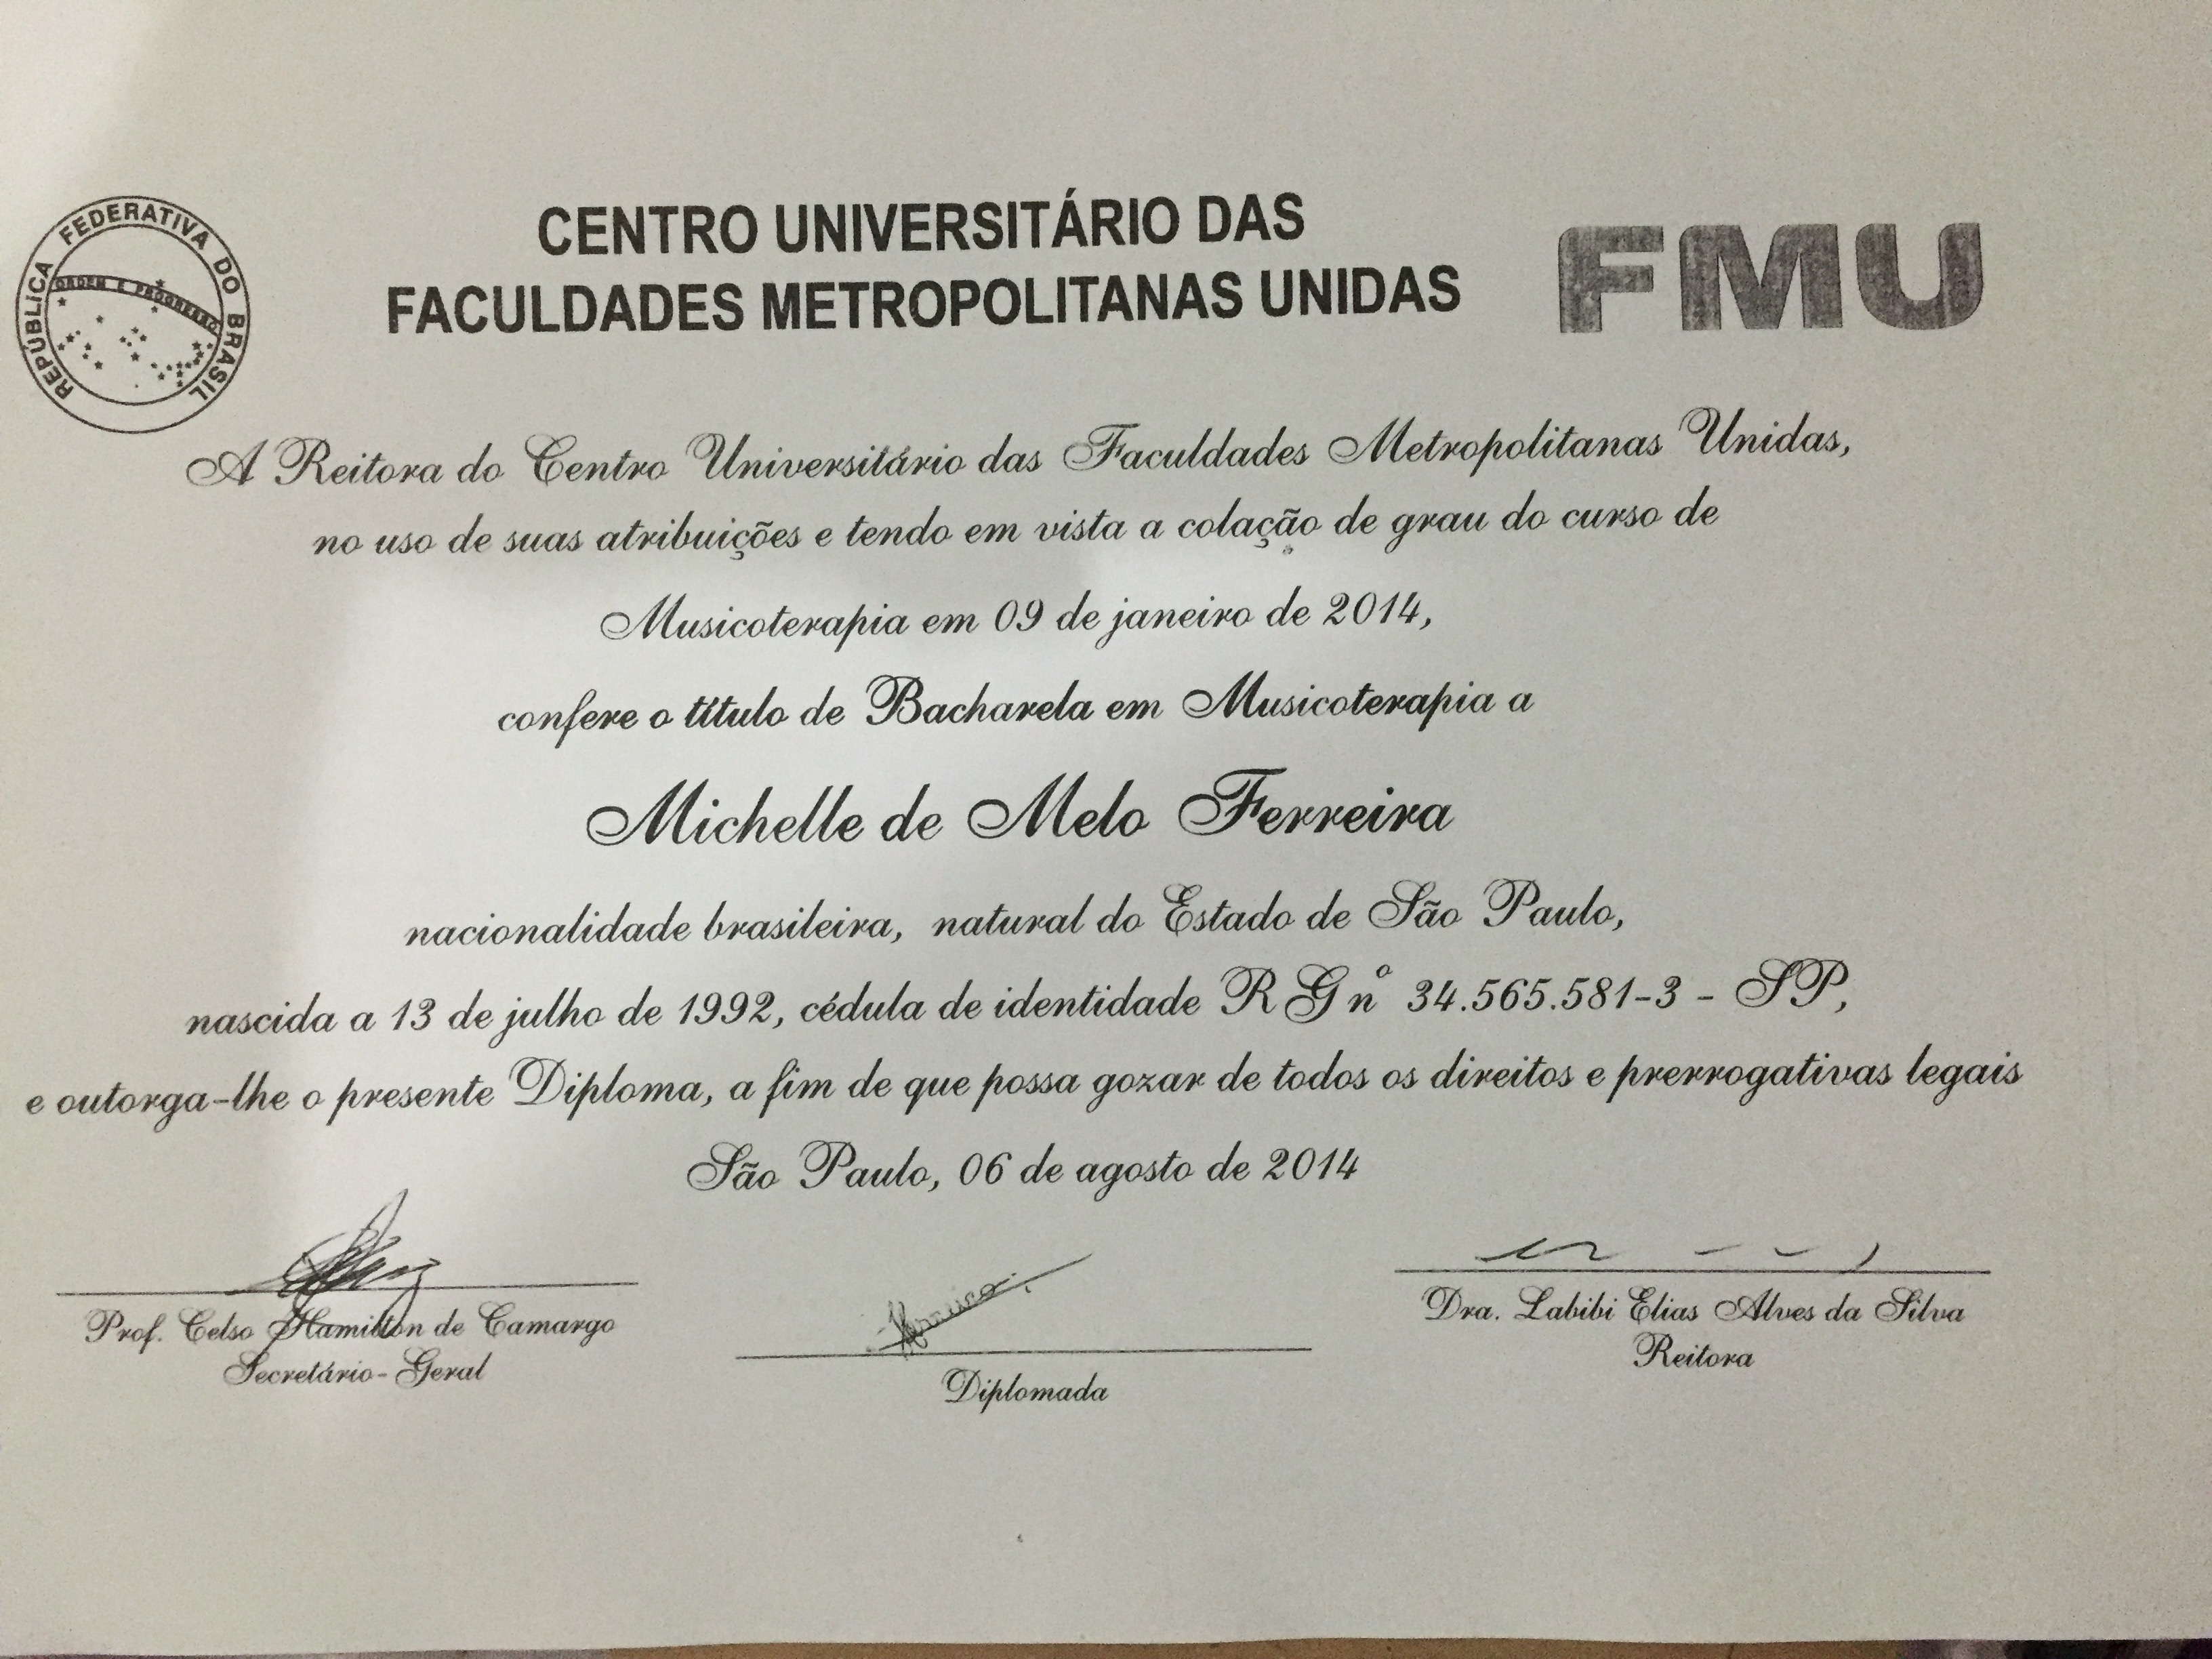 REPÚBLICA FEDERATIVA DO BRASIL
ORDEM E PROGRESSO
CENTRO UNIVERSITÁRIO DAS
FACULDADES METROPOLITANAS UNIDAS
FMU
A Reitora do Centro Universitário das Faculdades Metropolitanas Unidas,
no uso de suas atribuições e tendo em vista a colação de grau do curso de
Musicoterapia em 09 de janeiro de 2014,
confere o título de Bacharela em Musicoterapia a
Michelle de Melo Ferreira
nacionalidade brasileira, natural do Estado de São Paulo,
nascida a 13 de julho de 1992, cédula de identidade RG nº 34.565.581-3 - SP,
e outorga-lhe o presente Diploma, a fim de que possa gozar de todos os direitos e prerrogativas legais
São Paulo, 06 de agosto de 2014
Prof. Celso Hamilton de Camargo
Secretário-Geral
Diplomada
Dra. Labibi Elias Alves da Silva
Reitora